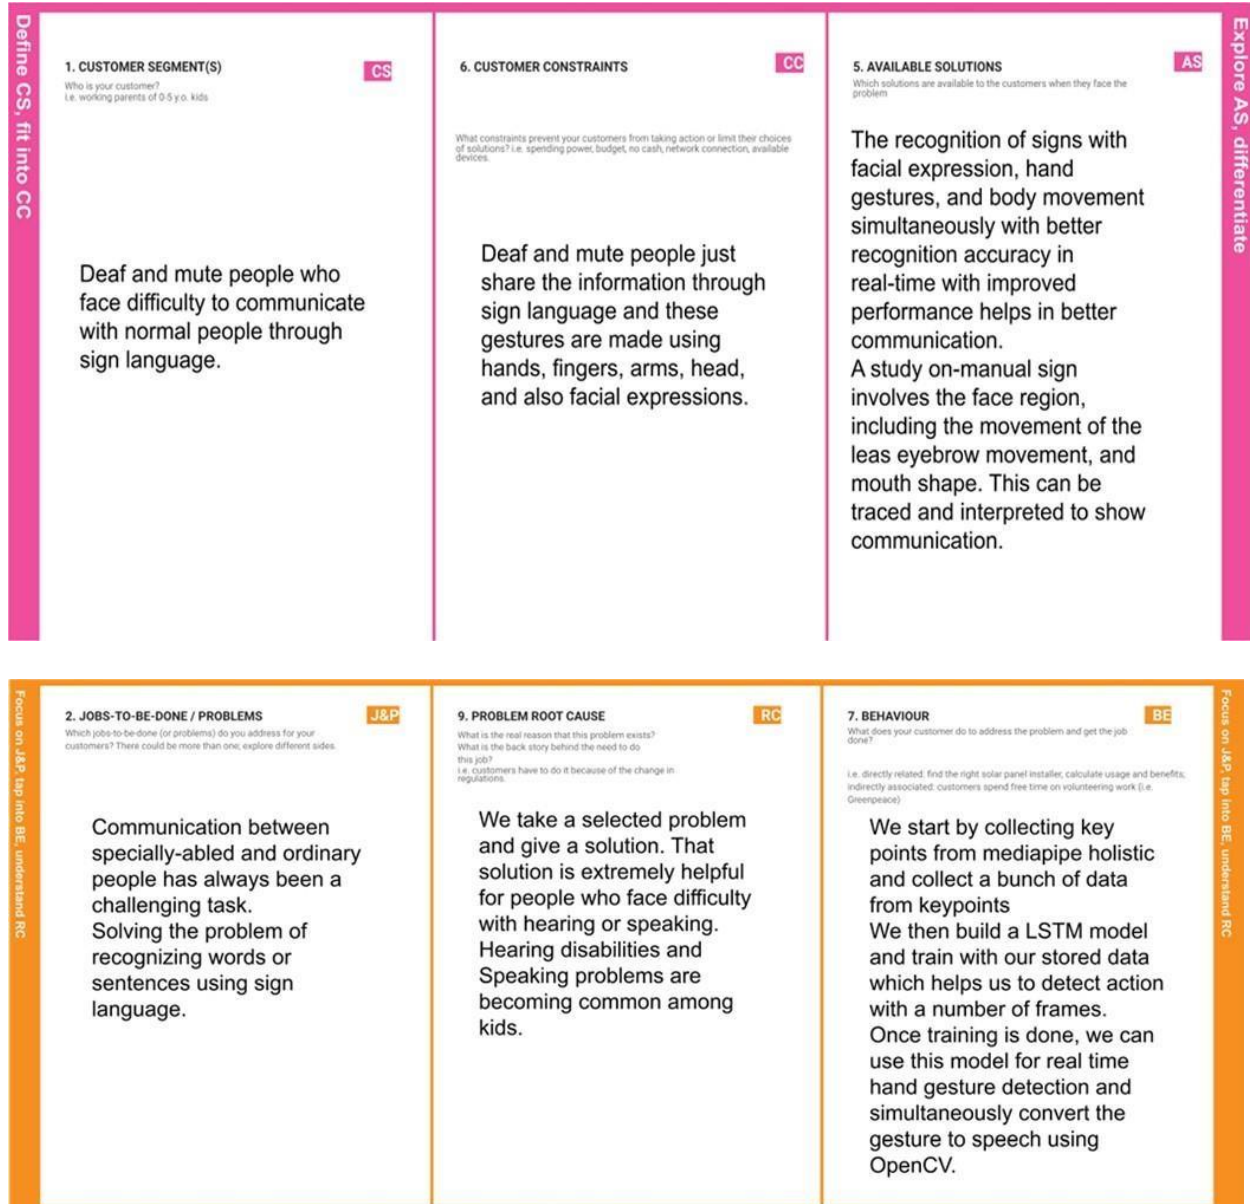 Define CS, fit into CC
1. CUSTOMER SEGMENT(S)
CS
Who is your customer?
i.e. working parents of 0-5 y.o. kids
Deaf and mute people who
face difficulty to communicate
with normal people through
sign language.
6. CUSTOMER CONSTRAINTS
CC
What constraints prevent your customers from taking action or limit their choices
of solutions? i.e. spending power, budget, no cash, network connection, available
devices.
Deaf and mute people just
share the information through
sign language and these
gestures are made using
hands, fingers, arms, head,
and also facial expressions.
5. AVAILABLE SOLUTIONS
AS
Which solutions are available to the customers when they face the
problem
The recognition of signs with
facial expression, hand
gestures, and body movement
simultaneously with better
recognition accuracy in
real-time with improved
performance helps in better
communication.
A study on-manual sign
involves the face region,
including the movement of the
leas eyebrow movement, and
mouth shape. This can be
traced and interpreted to show
communication.
Explore AS, differentiate
Focus on J&P, tap into BE, understand RC
2. JOBS-TO-BE-DONE / PROBLEMS
J&P
Which jobs-to-be-done (or problems) do you address for your
customers? There could be more than one; explore different sides.
Communication between
specially-abled and ordinary
people has always been a
challenging task.
Solving the problem of
recognizing words or
sentences using sign
language.
9. PROBLEM ROOT CAUSE
RC
What is the real reason that this problem exists?
What is the back story behind the need to do
this job?
i.e. customers have to do it because of the change in
regulations.
We take a selected problem
and give a solution. That
solution is extremely helpful
for people who face difficulty
with hearing or speaking.
Hearing disabilities and
Speaking problems are
becoming common among
kids.
7. BEHAVIOUR
BE
What does your customer do to address the problem and get the job
done?
i.e. directly related: find the right solar panel installer, calculate usage and benefits;
indirectly associated: customers spend free time on volunteering work (i.e.
Greenpeace)
We start by collecting key
points from mediapipe holistic
and collect a bunch of data
from keypoints
We then build a LSTM model
and train with our stored data
which helps us to detect action
with a number of frames.
Once training is done, we can
use this model for real time
hand gesture detection and
simultaneously convert the
gesture to speech using
OpenCV.
Focus on J&P, tap into BE, understand RC